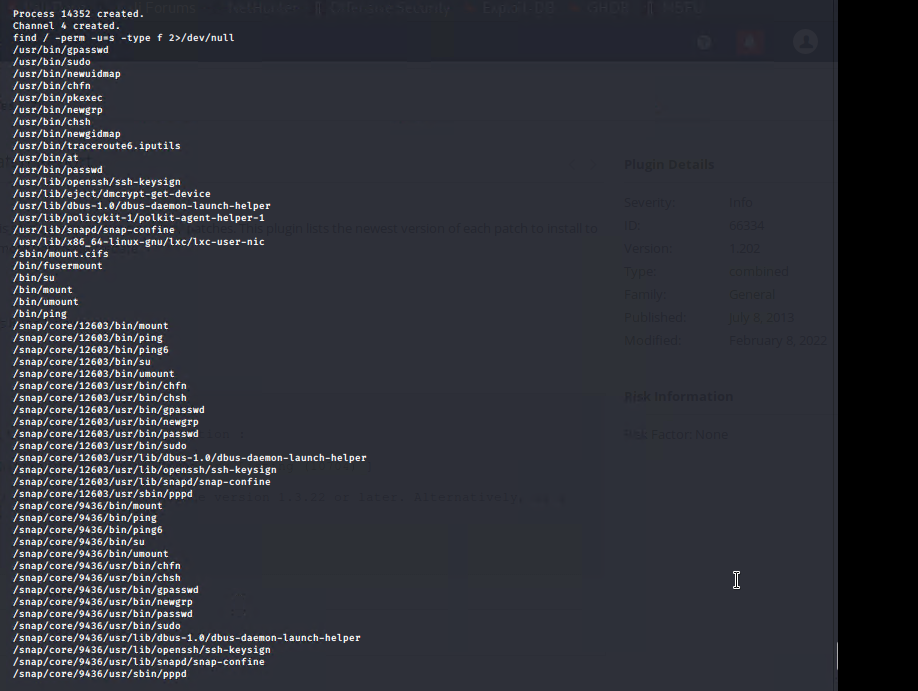 Forums NetHunter Offensive Security Exploit-DB GHDB MSFU
Process 14352 created.
Channel 4 created.
find / -perm -u=s -type f 2>/dev/null
/usr/bin/gpasswd
/usr/bin/sudo
/usr/bin/newuidmap
/usr/bin/chfn
/usr/bin/pkexec
/usr/bin/newgrp
/usr/bin/chsh
/usr/bin/newgidmap
/usr/bin/traceroute6.iputils
/usr/bin/at
/usr/bin/passwd
/usr/lib/openssh/ssh-keysign
/usr/lib/eject/dmcrypt-get-device
/usr/lib/dbus-1.0/dbus-daemon-launch-helper
/usr/lib/policykit-1/polkit-agent-helper-1
/usr/lib/snapd/snap-confine
/usr/lib/x86_64-linux-gnu/lxc/lxc-user-nic
/sbin/mount.cifs
/bin/fusermount
/bin/su
/bin/mount
/bin/umount
/bin/ping
/snap/core/12603/bin/mount
/snap/core/12603/bin/ping
/snap/core/12603/bin/ping6
/snap/core/12603/bin/su
/snap/core/12603/bin/umount
/snap/core/12603/usr/bin/chfn
/snap/core/12603/usr/bin/chsh
/snap/core/12603/usr/bin/gpasswd
/snap/core/12603/usr/bin/newgrp
/snap/core/12603/usr/bin/passwd
/snap/core/12603/usr/bin/sudo
/snap/core/12603/usr/lib/dbus-1.0/dbus-daemon-launch-helper
/snap/core/12603/usr/lib/openssh/ssh-keysign
/snap/core/12603/usr/lib/snapd/snap-confine
/snap/core/12603/usr/sbin/pppd
/snap/core/9436/bin/mount
/snap/core/9436/bin/ping
/snap/core/9436/bin/ping6
/snap/core/9436/bin/su
/snap/core/9436/bin/umount
/snap/core/9436/usr/bin/chfn
/snap/core/9436/usr/bin/chsh
/snap/core/9436/usr/bin/gpasswd
/snap/core/9436/usr/bin/newgrp
/snap/core/9436/usr/bin/passwd
/snap/core/9436/usr/bin/sudo
/snap/core/9436/usr/lib/dbus-1.0/dbus-daemon-launch-helper
/snap/core/9436/usr/lib/openssh/ssh-keysign
/snap/core/9436/usr/lib/snapd/snap-confine
/snap/core/9436/usr/sbin/pppd
patches. This plugin lists the newest version of each patch to install to
or later. Alternatively,
Plugin Details
Severity: Info
ID: 66334
Version: 1.202
Type: combined
Family: General
Published: July 8, 2013
Modified: February 8, 2022
Risk Information
Risk Factor: None